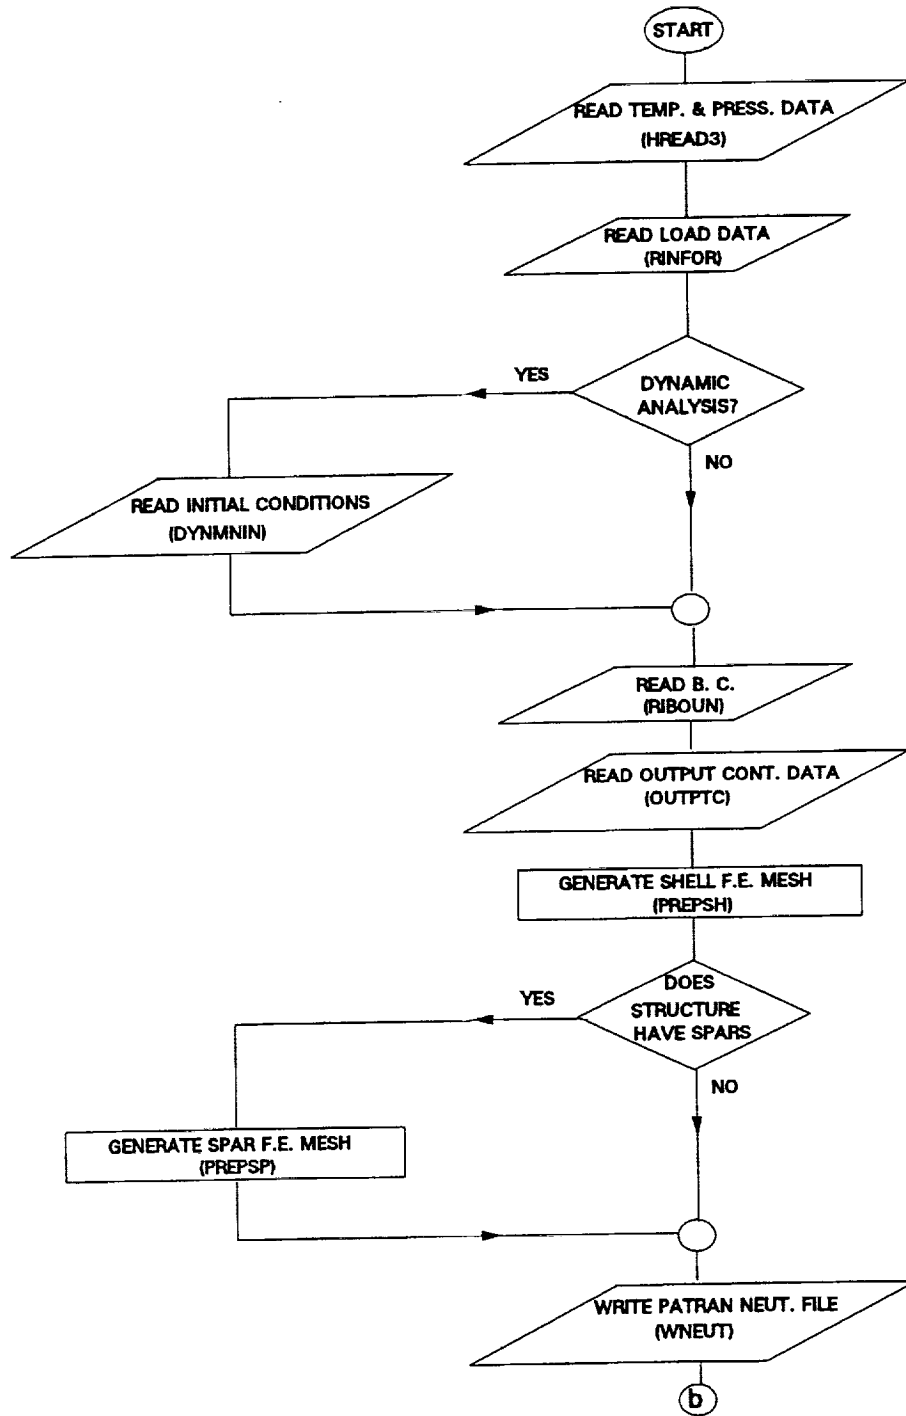 START
READ TEMP. & PRESS. DATA
(HREAD3)
READ LOAD DATA
(RINFOR)
YES
DYNAMIC
ANALYSIS?
NO
READ INITIAL CONDITIONS
(DYNMNIN)
READ B. C.
(RIBOUN)
READ OUTPUT CONT. DATA
(OUTPTC)
GENERATE SHELL F.E. MESH
(PREPSH)
YES
DOES
STRUCTURE
HAVE SPARS
NO
GENERATE SPAR F.E. MESH
(PREPSP)
WRITE PATRAN NEUT. FILE
(WNEUT)
b